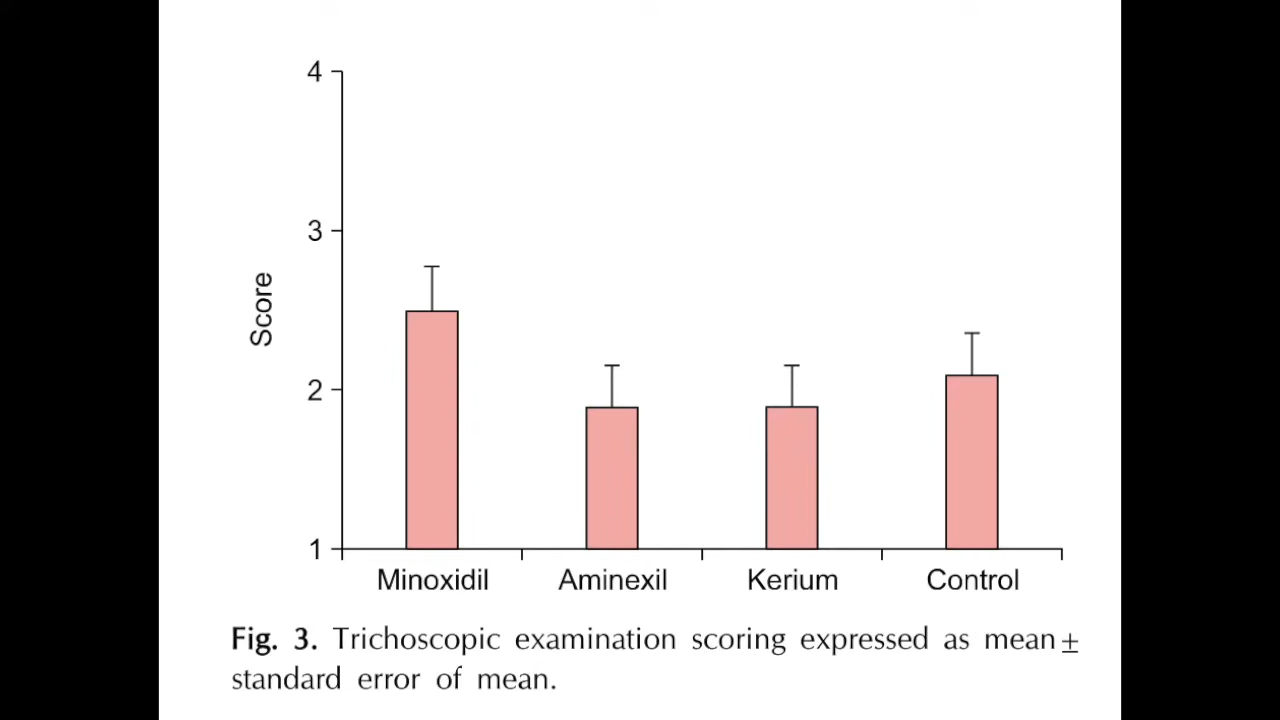 4
3
Score
2
1
Minoxidil Aminexil Kerium Control
Fig. 3. Trichoscopic examination scoring expressed as mean±
standard error of mean.